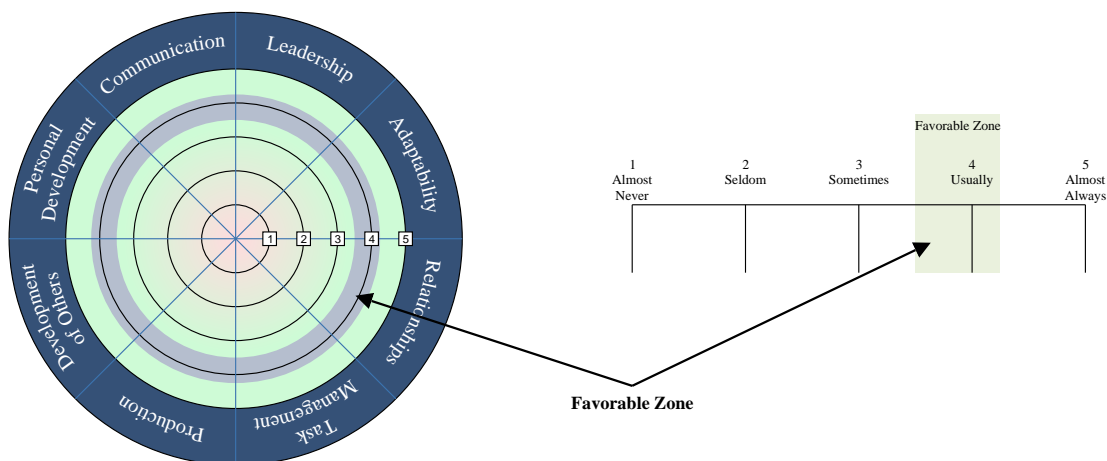 Communication
Leadership
Adaptability
Relationships
Task
Management
Production
Development
of Others
Personal
Development
1
2
3
4
5
Favorable Zone
1
Almost
Never
2
Seldom
3
Sometimes
4
Usually
5
Almost
Always
Favorable Zone